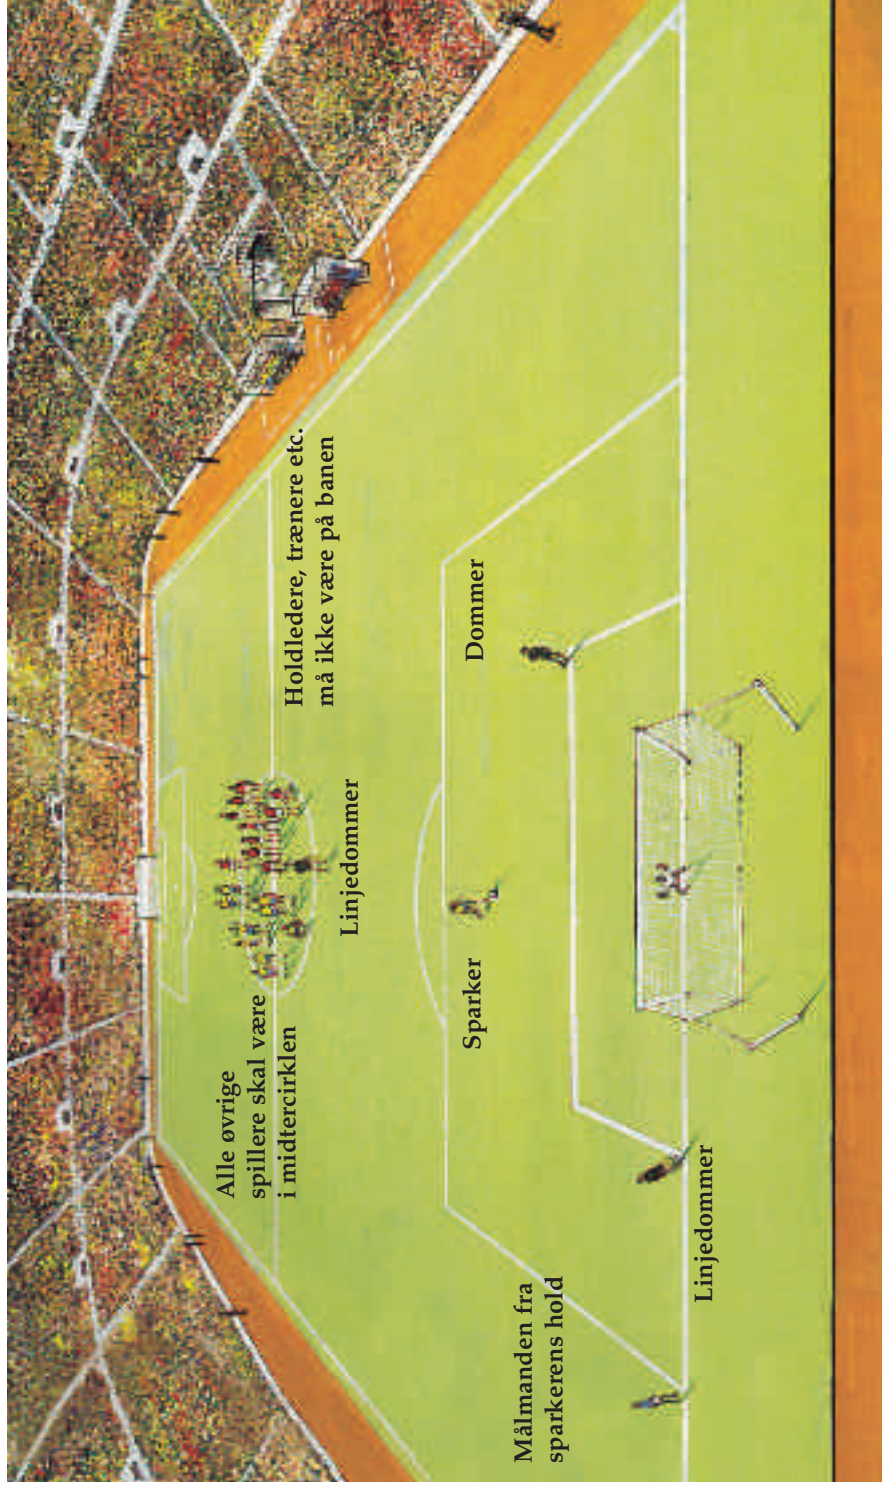 Alle øvrige
spillere skal være
i midtercirklen
Holdledere, trænere etc.
må ikke være på banen
Linjedommer
Sparker
Dommer
Målmanden fra
sparkerens hold
Linjedommer